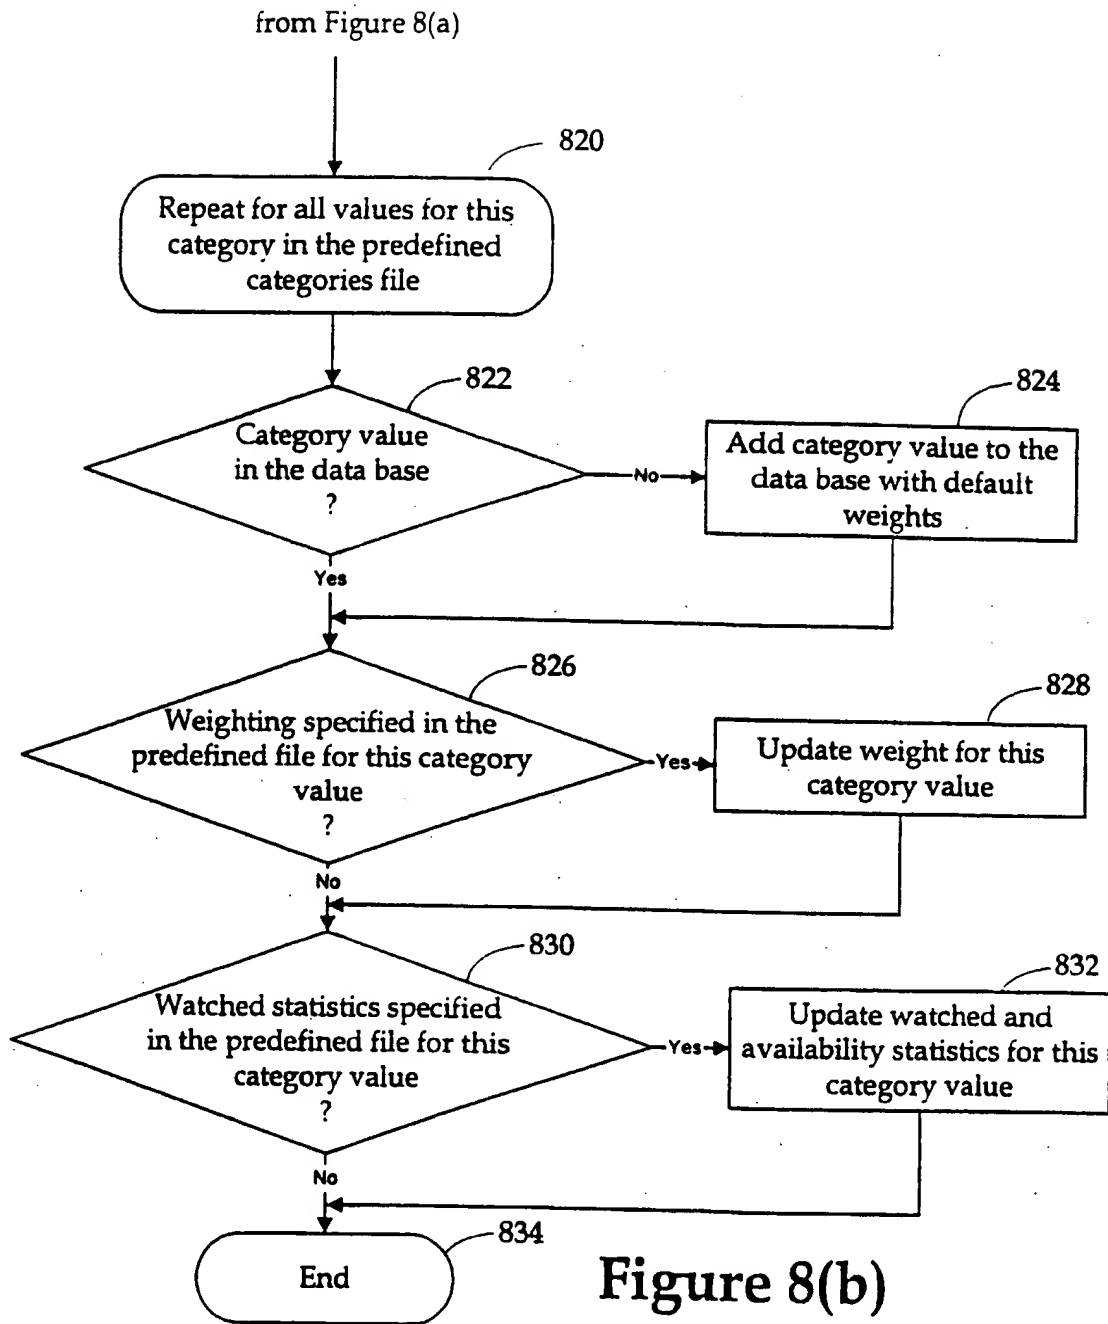 from Figure 8(a)
820
Repeat for all values for this
category in the predefined
categories file
822
Category value
in the data base
?
No
824
Add category value to the
data base with default
weights
Yes
826
Weighting specified in the
predefined file for this category
value
?
Yes
828
Update weight for this
category value
No
830
Watched statistics specified
in the predefined file for this
category value
?
Yes
832
Update watched and
availability statistics for this
category value
No
834
End
Figure 8(b)